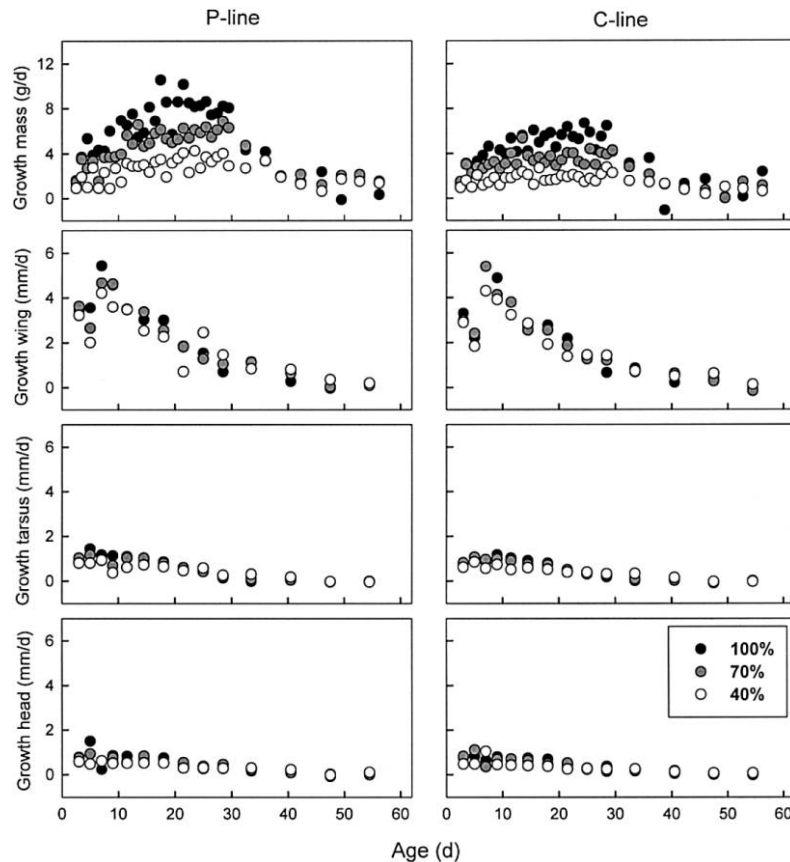 P-line
C-line
Growth mass (g/d)
12
8
4
0
Growth wing (mm/d)
6
4
2
0
Growth tarsus (mm/d)
6
4
2
0
Growth head (mm/d)
6
4
2
0
100%
70%
40%
0 10 20 30 40 50 60
0 10 20 30 40 50 60
Age (d)